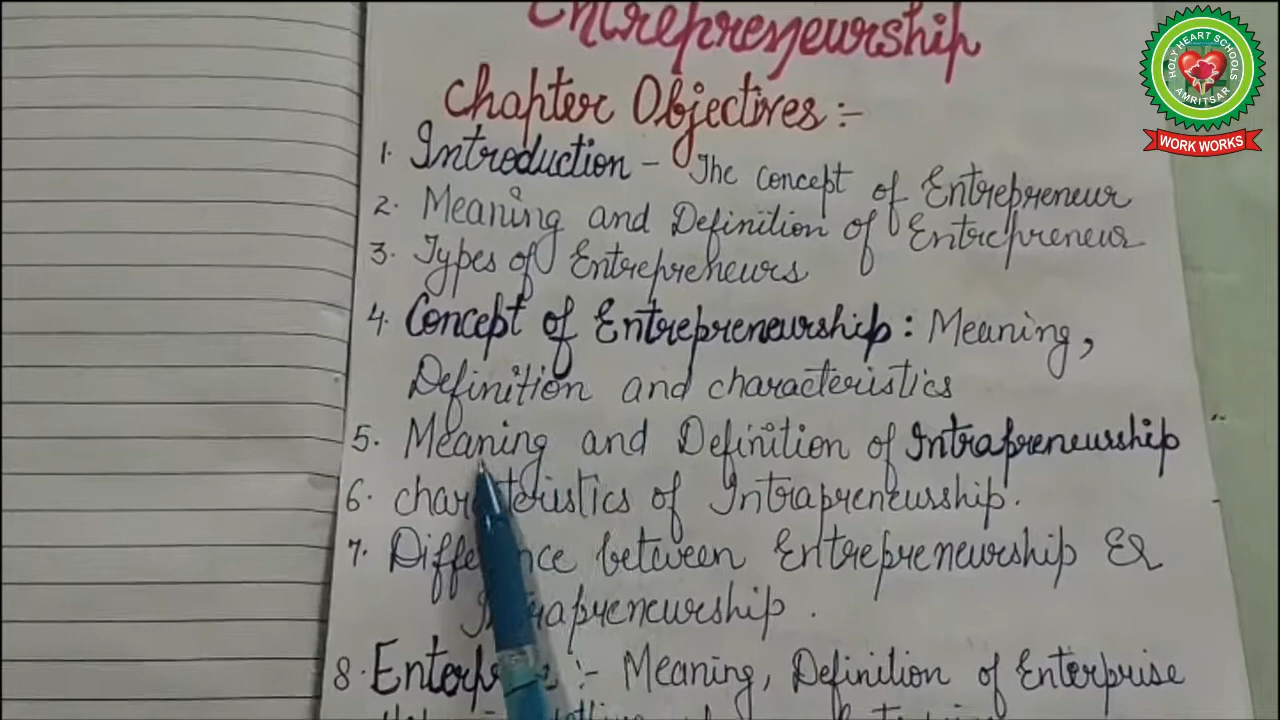 Entrepreneurship
Chapter Objectives :-
1. Introduction - The concept of Entrepreneur
2. Meaning and Definition of Entrepreneur
3. Types of Entrepreneurs
4. Concept of Entrepreneurship : Meaning,
Definition and characteristics
5. Meaning and Definition of Intrapreneurship
6. characteristics of Intrapreneurship.
7. Difference between Entrepreneurship &
Intrapreneurship .
8. Enterprise :- Meaning, Definition of Enterprise
HOLY HEART SCHOOLS
AMRITSAR
WORK WORKS